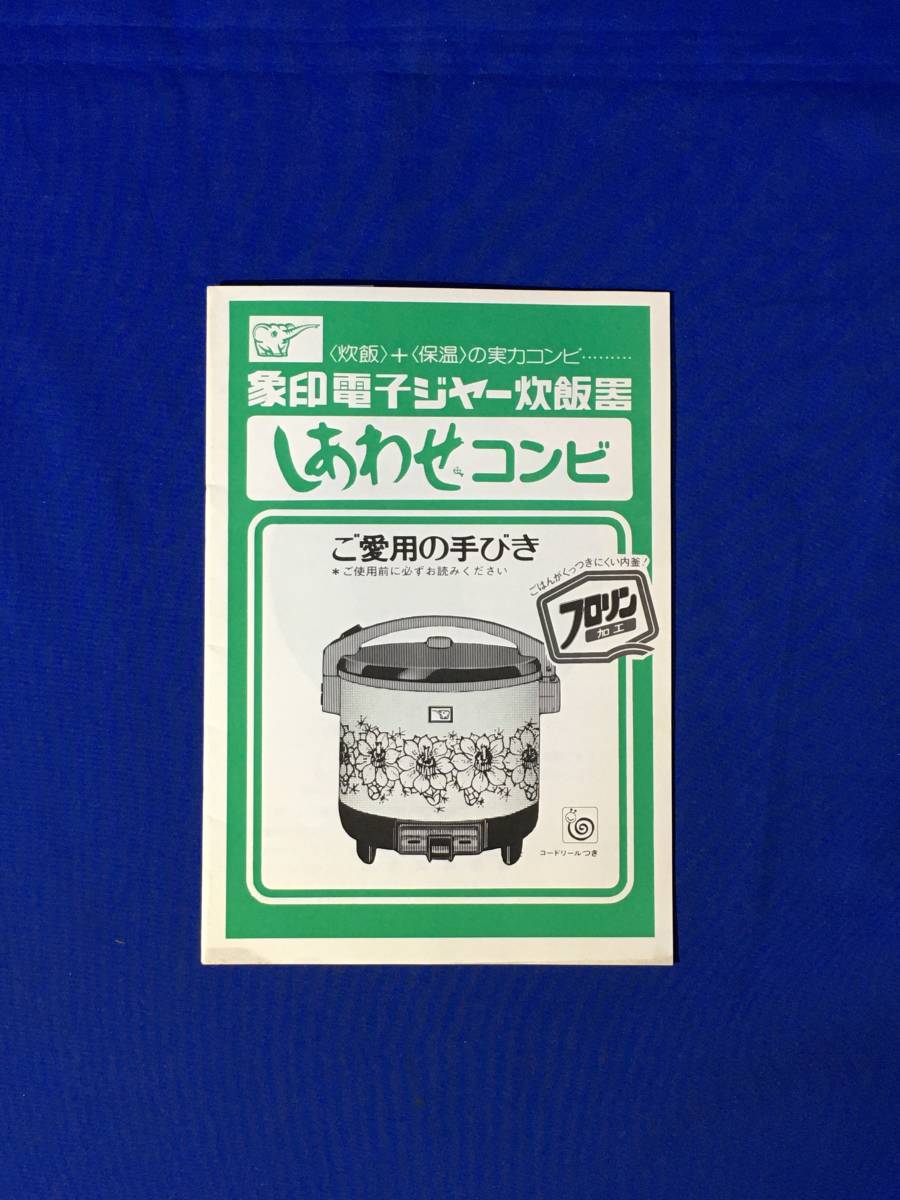 〈炊飯〉+〈保温〉の実力コンビ………
象印電子ジャー炊飯器
しあわせコンビ
ご愛用の手びき
*ご使用前に必ずお読みください
ごはんがくっつきにくい内釜!
フロリン
加工
コードリールつき